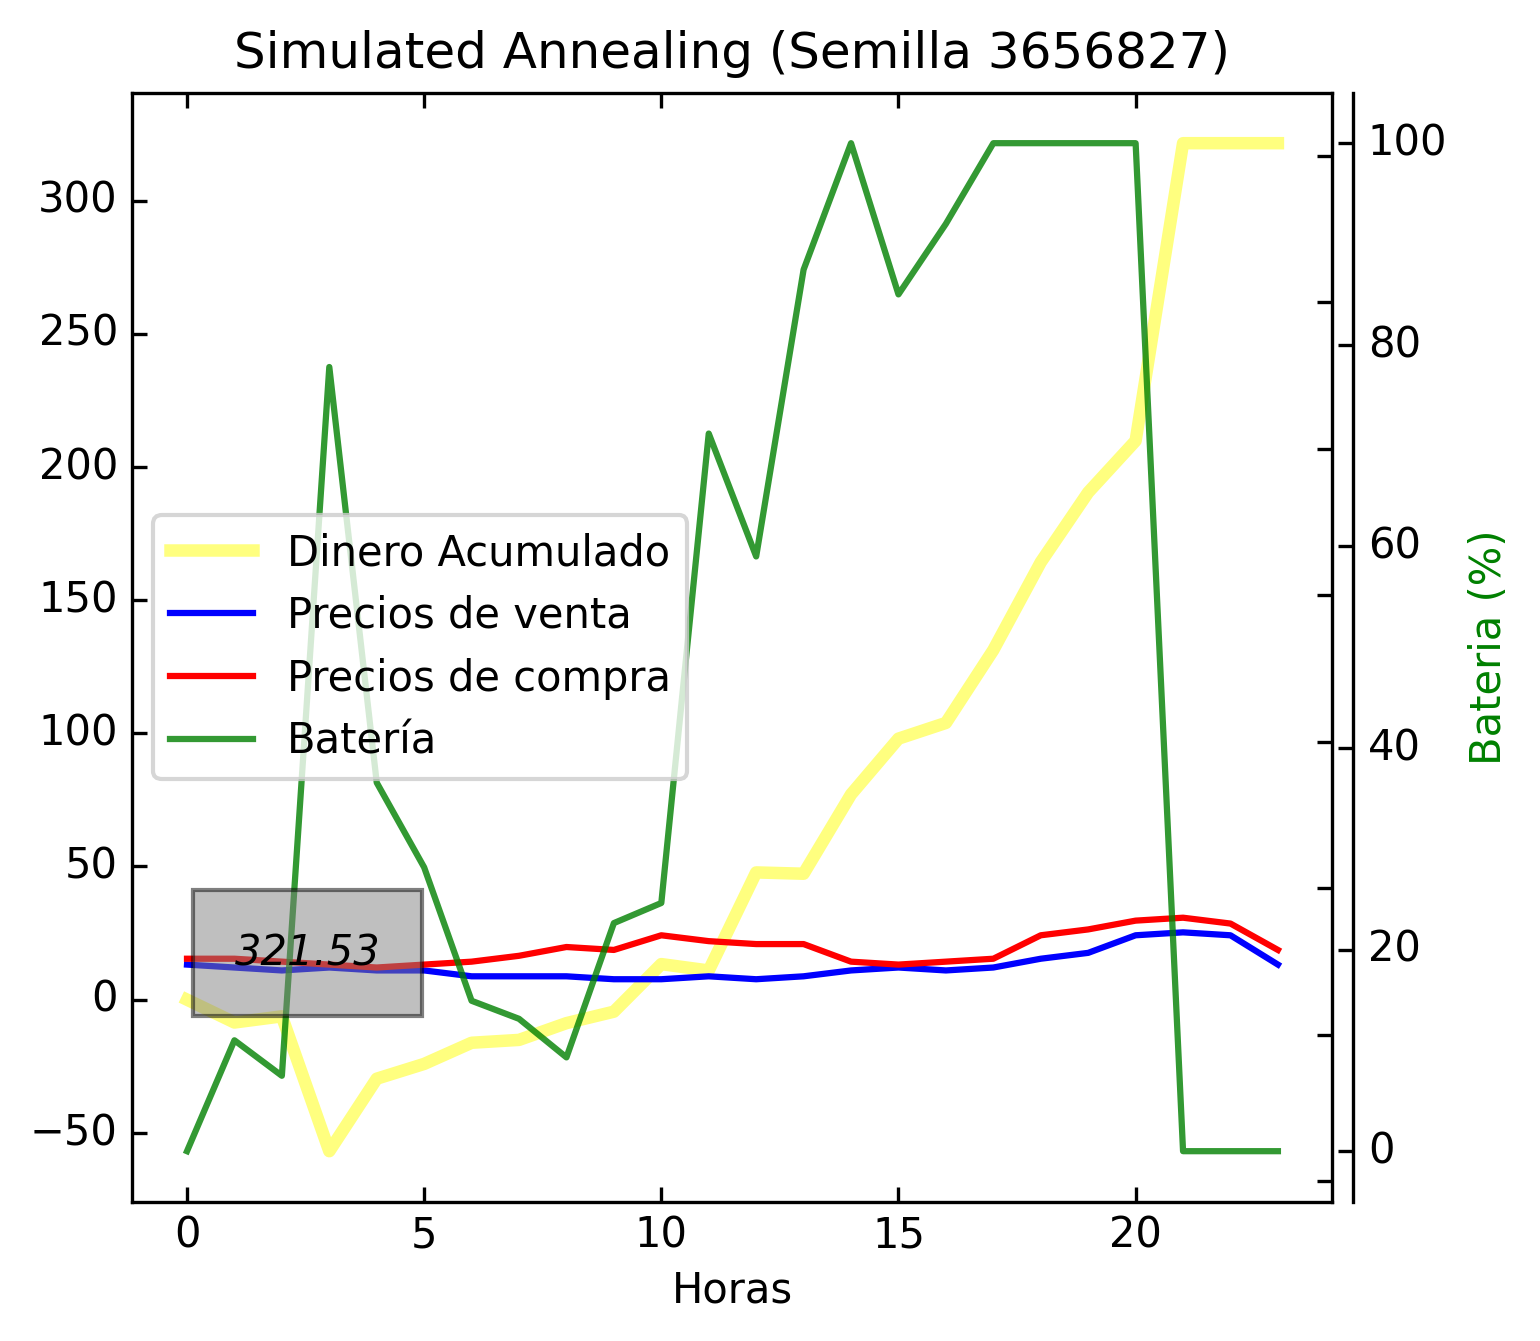 Simulated Annealing (Semilla 3656827)
300
250
200
150
100
50
0
−50
100
80
60
40
20
0
Bateria (%)
Dinero Acumulado
Precios de venta
Precios de compra
Batería
321.53
0 5 10 15 20
Horas